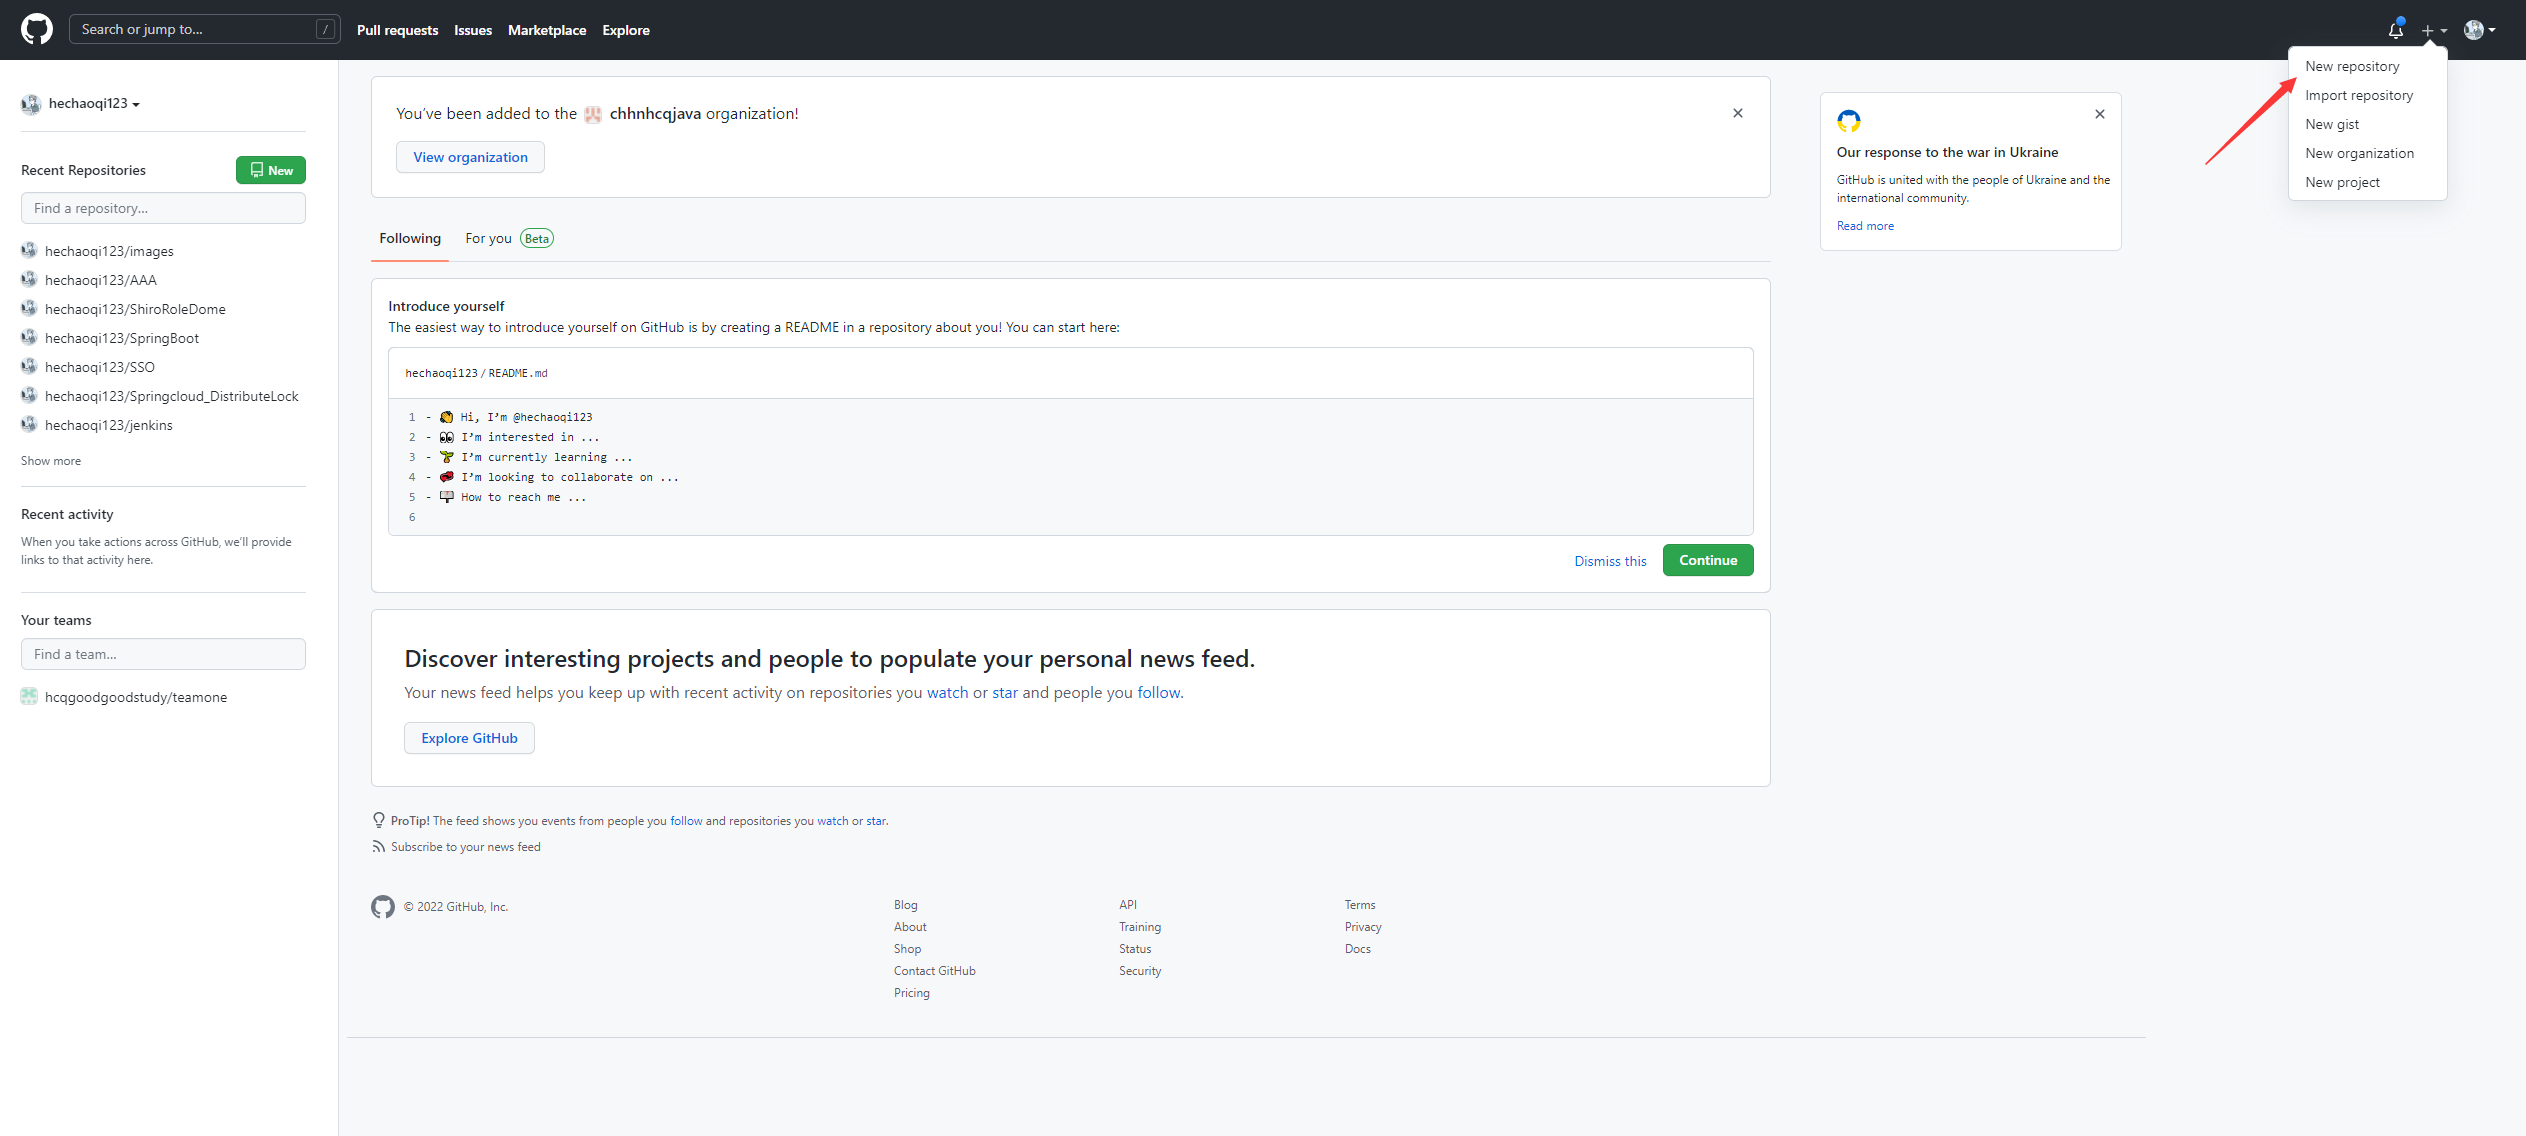 Search or jump to... /
Pull requests Issues Marketplace Explore
New repository
Import repository
New gist
New organization
New project
hechaoqi123
Recent Repositories
New
Find a repository...
hechaoqi123/images
hechaoqi123/AAA
hechaoqi123/ShiroRoleDome
hechaoqi123/SpringBoot
hechaoqi123/SSO
hechaoqi123/Springcloud_DistributeLock
hechaoqi123/jenkins
Show more
Recent activity
When you take actions across GitHub, we'll provide
links to that activity here.
Your teams
Find a team...
hcqgoodgoodstudy/teamone
You've been added to the chhnhcqjava organization!
View organization
Following For you Beta
Introduce yourself
The easiest way to introduce yourself on GitHub is by creating a README in a repository about you! You can start here:
hechaoqi123 / README.md
1 - 👋 Hi, I'm @hechaoqi123
2 - 👀 I'm interested in ...
3 - 🌱 I'm currently learning ...
4 - 💞️ I'm looking to collaborate on ...
5 - 📫 How to reach me ...
6
Dismiss this Continue
Discover interesting projects and people to populate your personal news feed.
Your news feed helps you keep up with recent activity on repositories you watch or star and people you follow.
Explore GitHub
ProTip! The feed shows you events from people you follow and repositories you watch or star.
Subscribe to your news feed
Our response to the war in Ukraine
GitHub is united with the people of Ukraine and the
international community.
Read more
© 2022 GitHub, Inc.
Blog
About
Shop
Contact GitHub
Pricing
API
Training
Status
Security
Terms
Privacy
Docs